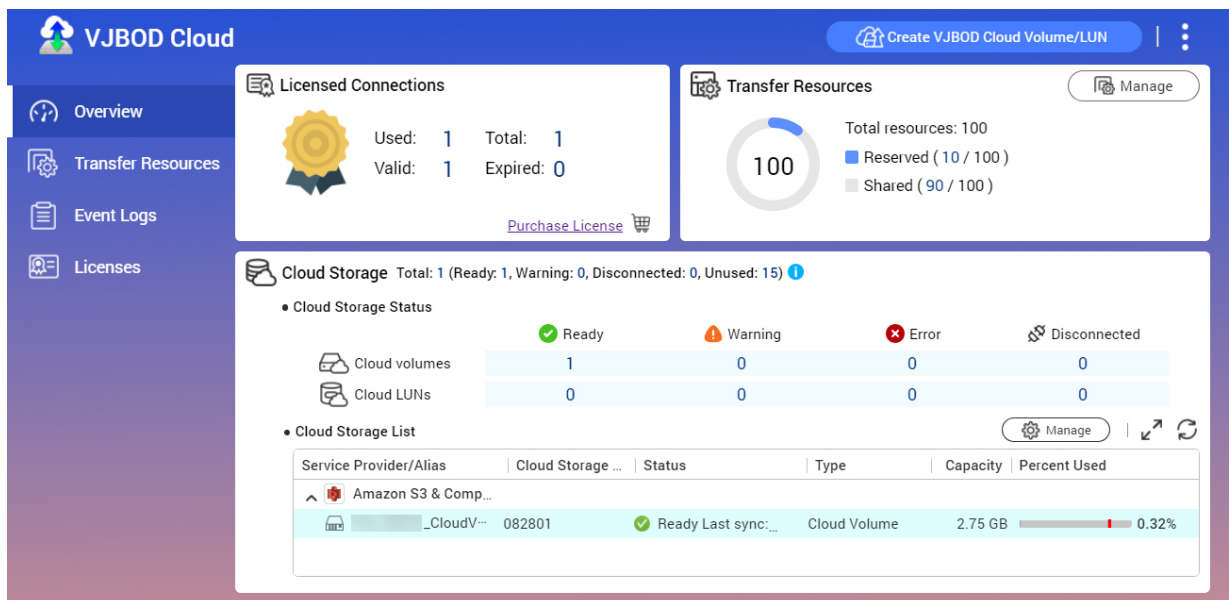 VJBOD Cloud
Create VJBOD Cloud Volume/LUN
Overview
Transfer Resources
Event Logs
Licenses
Licensed Connections
Used: 1 Total: 1
Valid: 1 Expired: 0
Purchase License
Transfer Resources
Manage
100
Total resources: 100
Reserved ( 10 / 100 )
Shared ( 90 / 100 )
Cloud Storage Total: 1 (Ready: 1, Warning: 0, Disconnected: 0, Unused: 15)
• Cloud Storage Status
Ready Warning Error Disconnected
Cloud volumes 1 0 0 0
Cloud LUNs 0 0 0 0
• Cloud Storage List
Manage
Service Provider/Alias Cloud Storage ... Status Type Capacity Percent Used
Amazon S3 & Comp...
_CloudV... 082801 Ready Last sync:... Cloud Volume 2.75 GB 0.32%